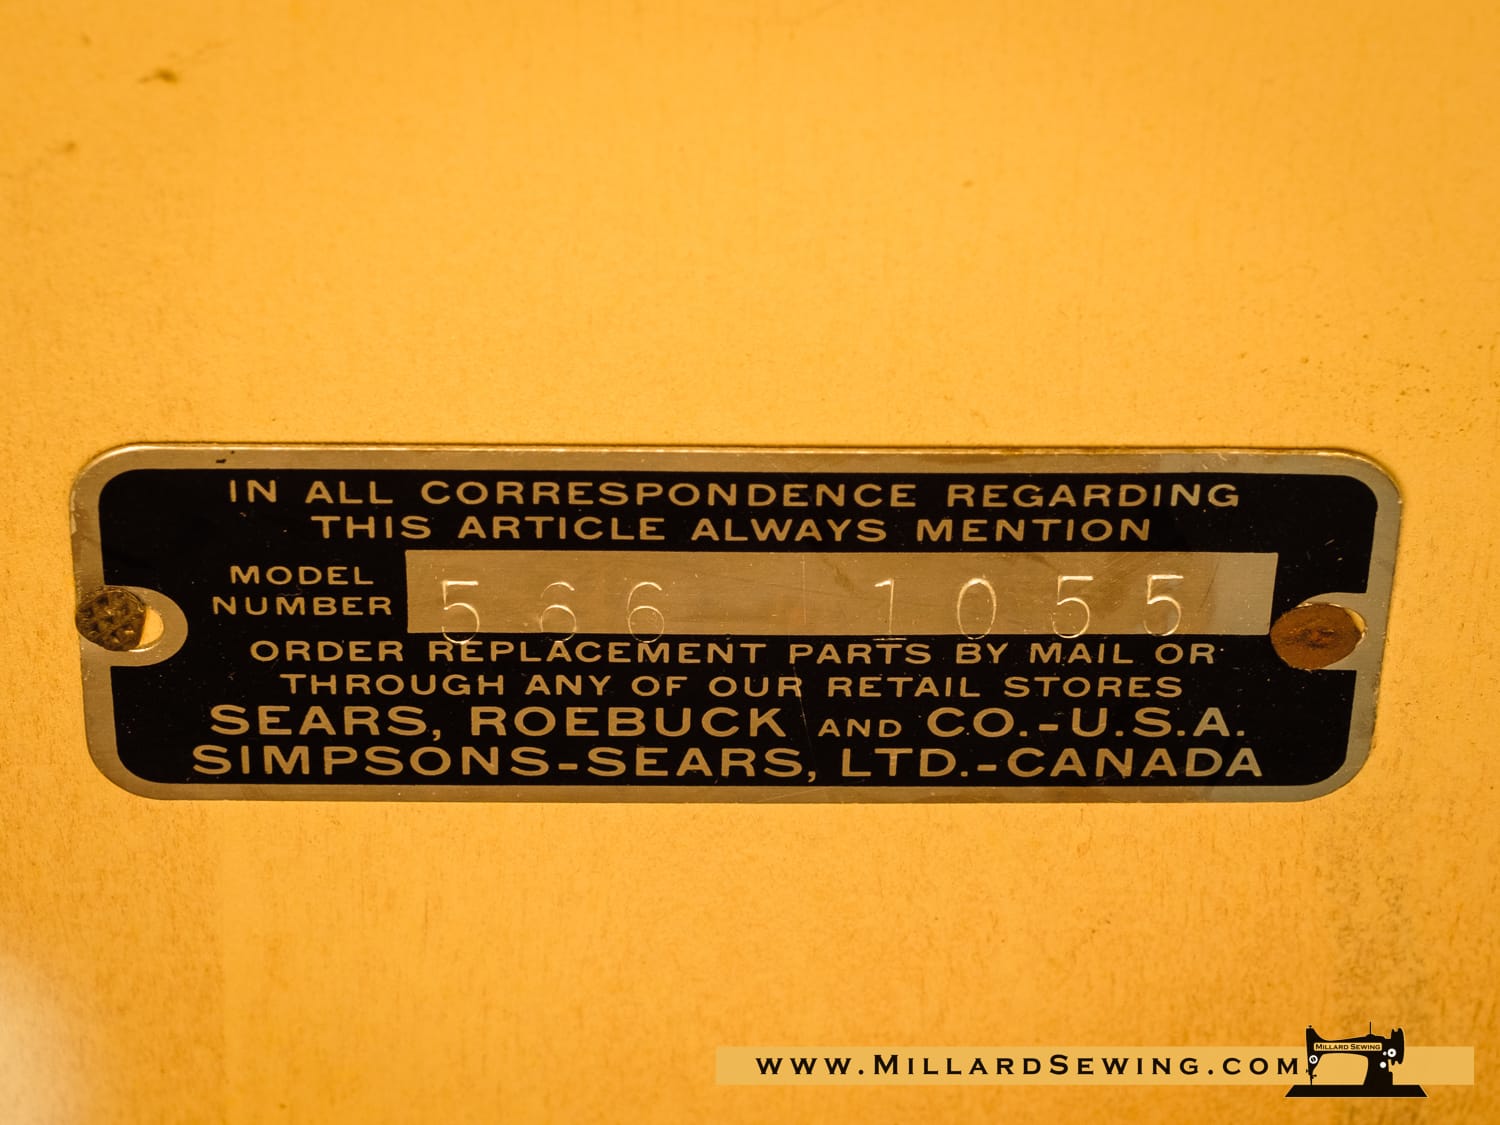 IN ALL CORRESPONDENCE REGARDING
THIS ARTICLE ALWAYS MENTION
MODEL
NUMBER
566 1055
ORDER REPLACEMENT PARTS BY MAIL OR
THROUGH ANY OF OUR RETAIL STORES
SEARS, ROEBUCK AND CO.-U.S.A.
SIMPSONS-SEARS, LTD.-CANADA
WWW.MILLARDSEWING.COM
MILLARD SEWING